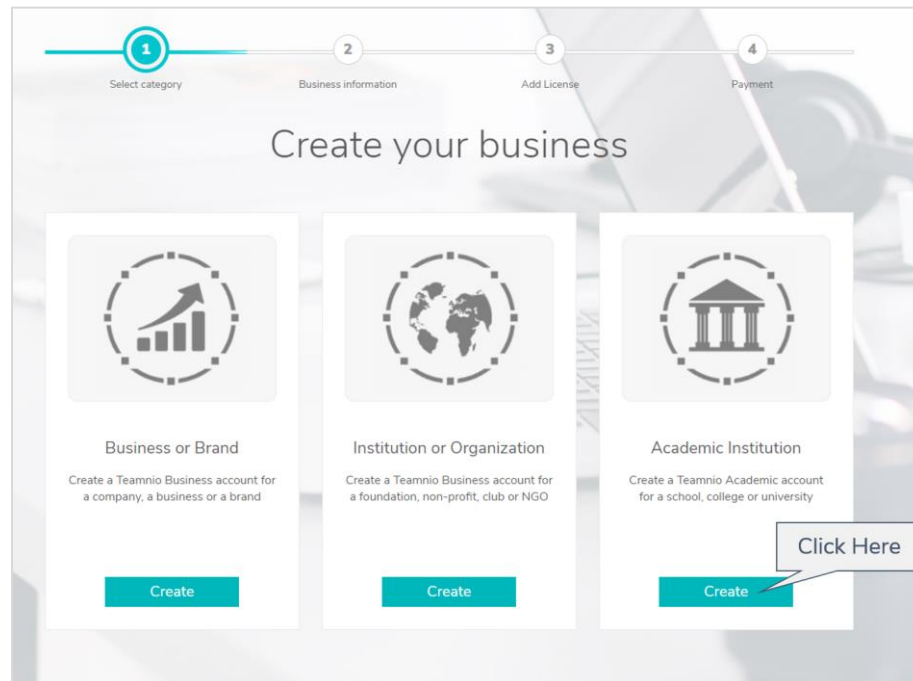 1
2
3
4
Select category
Business information
Add License
Payment
Create your business
Business or Brand
Create a Teamnio Business account for
a company, a business or a brand
Create
Institution or Organization
Create a Teamnio Business account for
a foundation, non-profit, club or NGO
Create
Academic Institution
Create a Teamnio Academic account
for a school, college or university
Click Here
Create